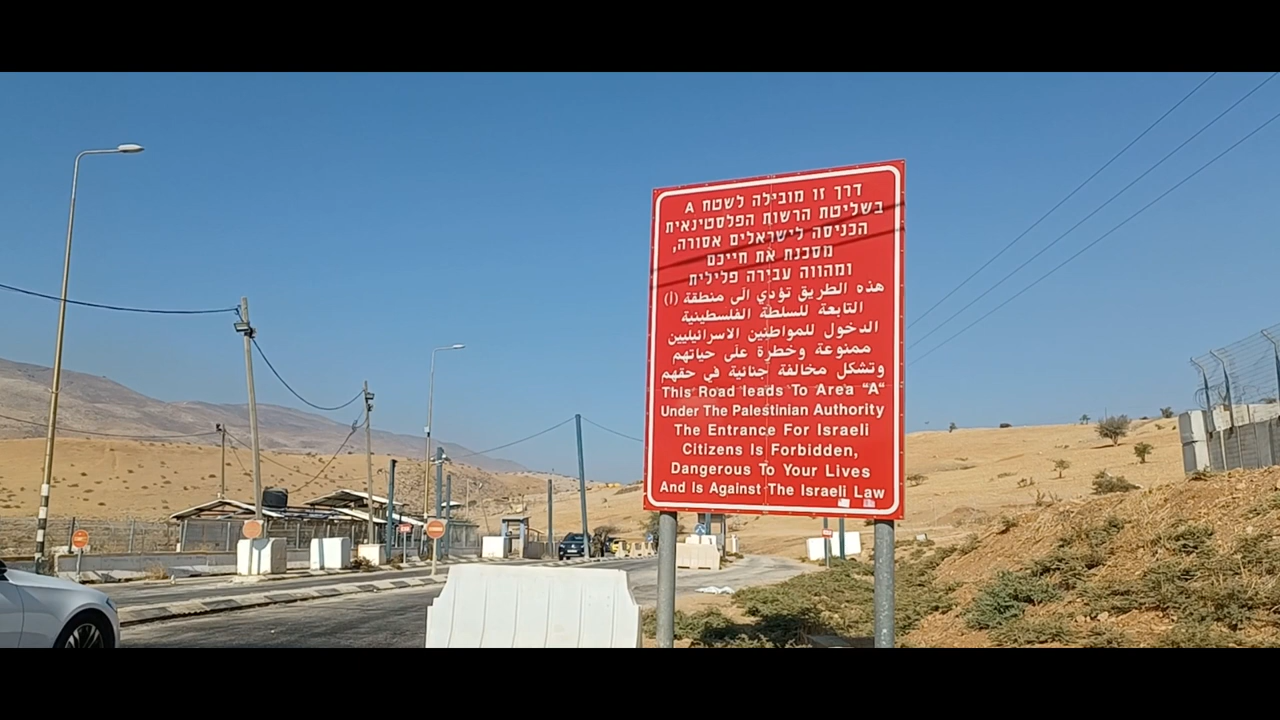 דרך זו מובילה לשטח A
בשליטת הרשות הפלסטינאית
הכניסה לישראלים אסורה,
מסכנת את חייכם
ומהווה עבירה פלילית
هذه الطريق تؤدي الى منطقة (أ)
التابعة للسلطة الفلسطينية
الدخول للمواطنين الاسرائيليين
ممنوعة وخطرة على حياتهم
وتشكل مخالفة جنائية في حقهم
This Road leads To Area "A"
Under The Palestinian Authority
The Entrance For Israeli
Citizens Is Forbidden,
Dangerous To Your Lives
And Is Against The Israeli Law